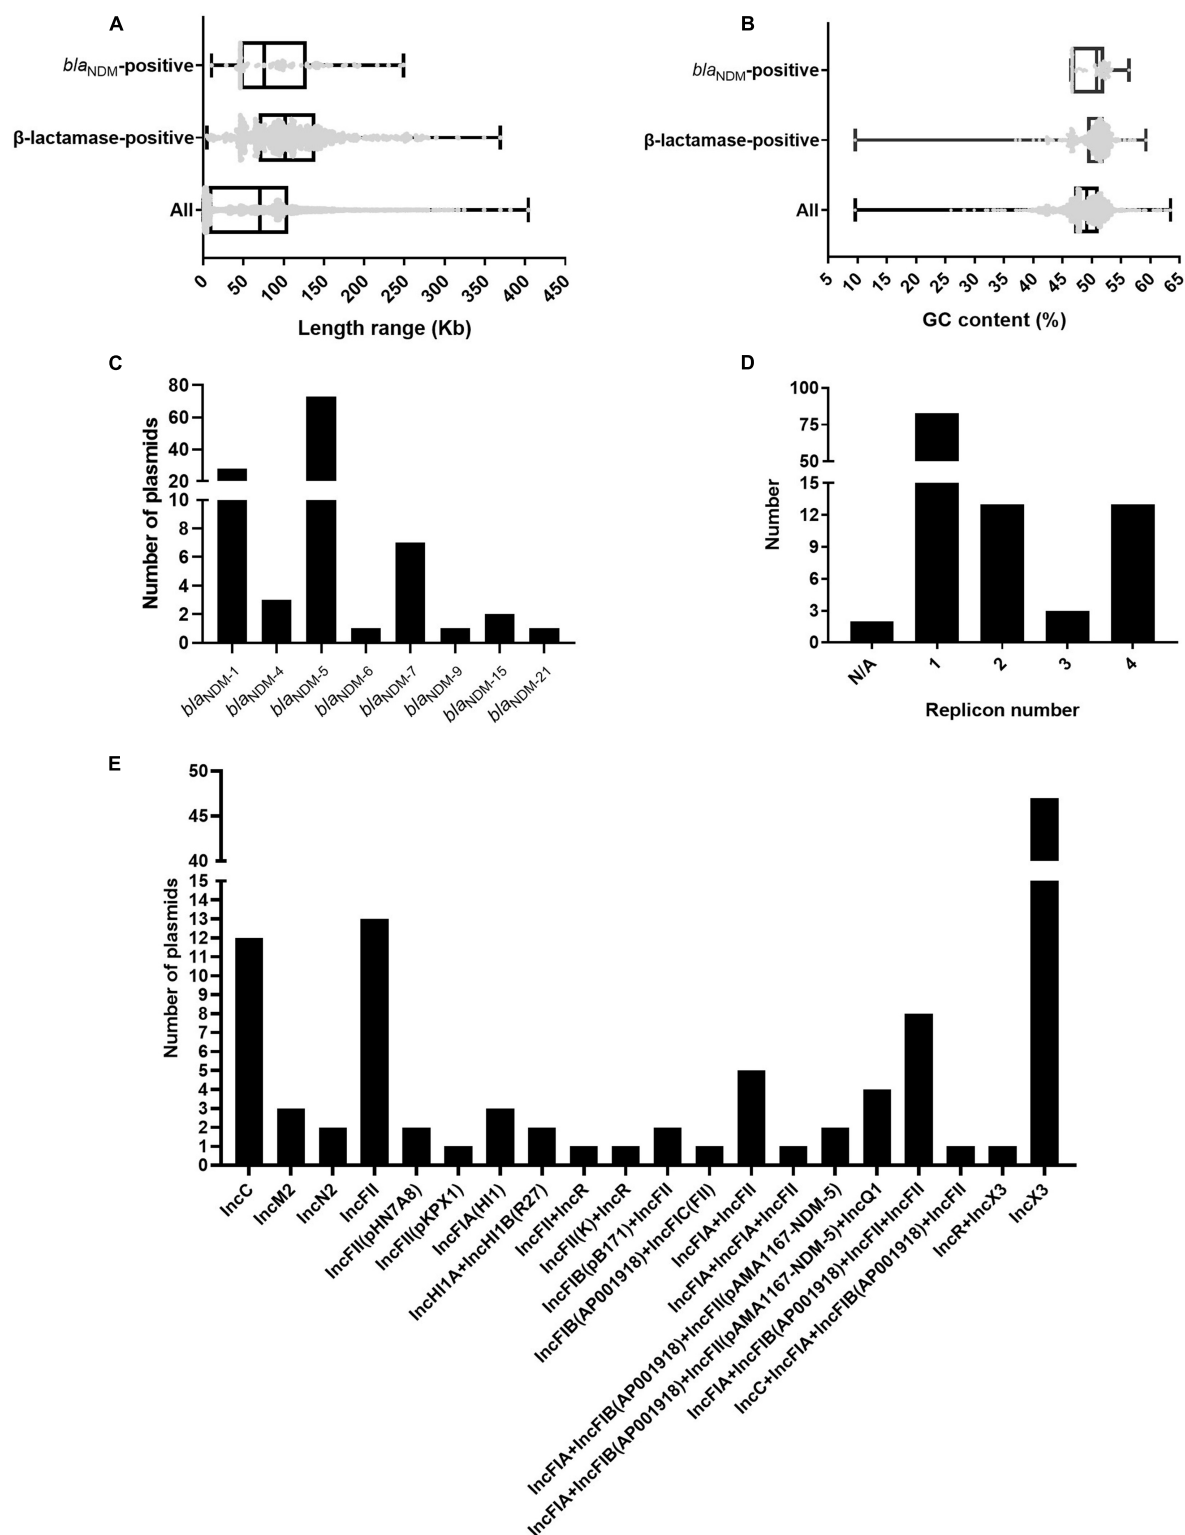 A
blaNDM-positive
β-lactamase-positive
All
0 50 100 150 200 250 300 350 400 450
Length range (Kb)
B
blaNDM-positive
β-lactamase-positive
All
5 10 15 20 25 30 35 40 45 50 55 60 65
GC content (%)
C
Number of plasmids
80
60
40
20
10
8
6
4
2
0
blaNDM-1
blaNDM-4
blaNDM-5
blaNDM-6
blaNDM-7
blaNDM-9
blaNDM-15
blaNDM-21
D
Number
100
75
50
15
12
9
6
3
0
N/A 1 2 3 4
Replicon number
E
Number of plasmids
50
45
40
15
14
13
12
11
10
9
8
7
6
5
4
3
2
1
0
IncC
IncM2
IncN2
IncFII
IncFII(pHN7A8)
IncFII(pKPX1)
IncFIA(HI1)
IncHI1A+IncHI1B(R27)
IncFII+IncR
IncFII(K)+IncR
IncFIB(pB171)+IncFII
IncFIB(AP001918)+IncFIC(FII)
IncFIA+IncFII
IncFIA+IncFIA+IncFII
IncFIA+IncFIB(AP001918)+IncFII(pAMA1167-NDM-5)
IncFIA+IncFIB(AP001918)+IncFII(pAMA1167-NDM-5)+IncQ1
IncFIA+IncFIB(AP001918)+IncFII+IncFII
IncC+IncFIA+IncFIB(AP001918)+IncFII
IncR+IncX3
IncX3